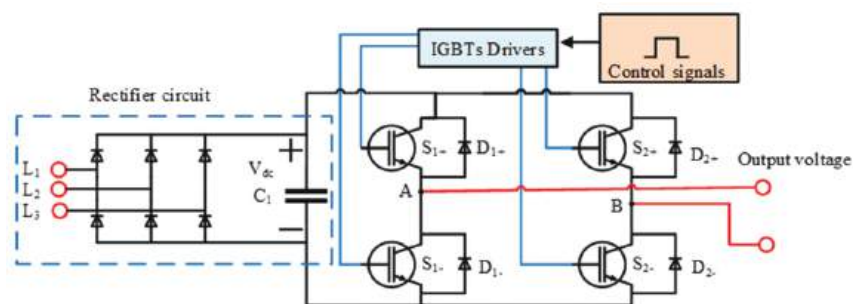 IGBTs Drivers
Control signals
Rectifier circuit
L1
L2
L3
+
Vdc
C1
−
S1+
D1+
S2+
D2+
Output voltage
A
B
S1-
D1-
S2-
D2-